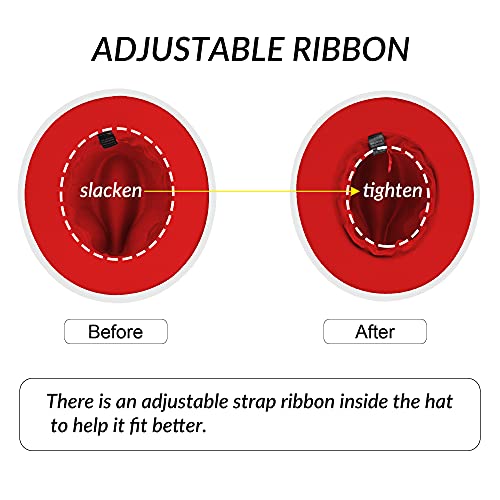 ADJUSTABLE RIBBON
slacken
tighten
Before
After
There is an adjustable strap ribbon inside the hat
to help it fit better.